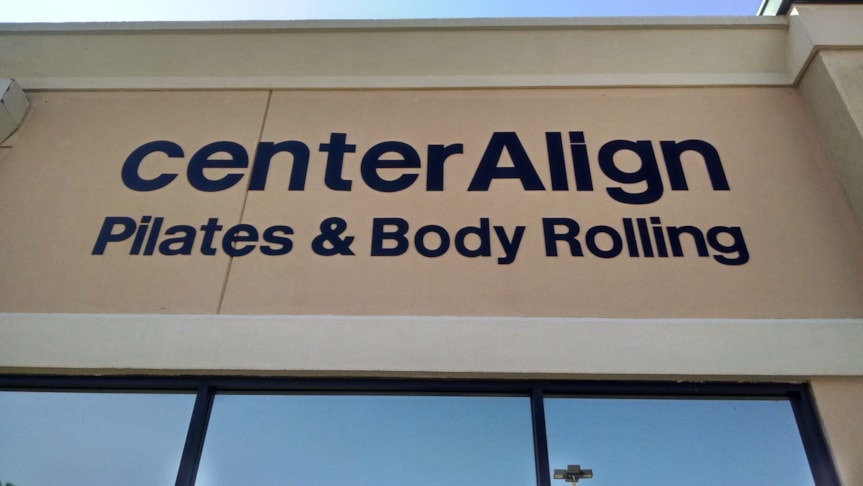 centerAlign
Pilates & Body Rolling